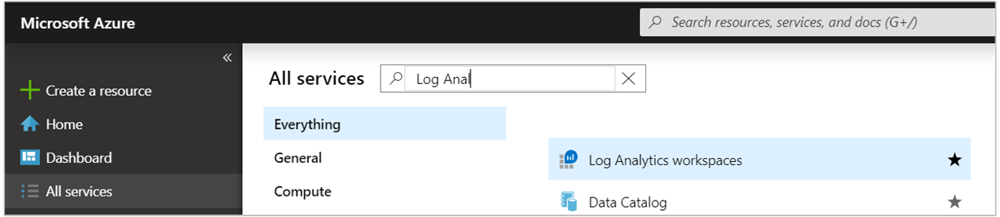 Microsoft Azure
Search resources, services, and docs (G+/)
«
Create a resource
Home
Dashboard
All services
All services
Log Anal
Everything
General
Compute
Log Analytics workspaces
Data Catalog